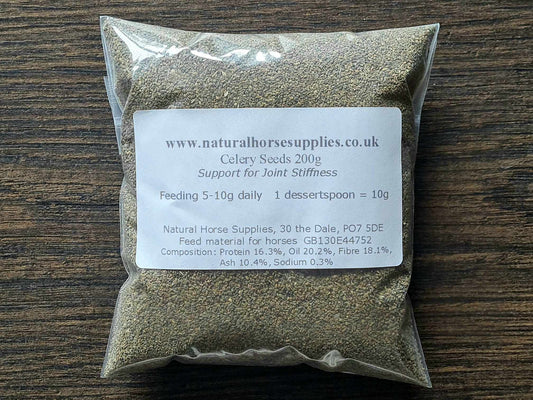 www.naturalhorsesupplies.co.uk
Celery Seeds 200g
Support for Joint Stiffness
Feeding 5-10g daily 1 dessertspoon = 10g
Natural Horse Supplies, 30 the Dale, PO7 5DE
Feed material for horses GB130E44752
Composition: Protein 16.3%, Oil 20.2%, Fibre 18.1%,
Ash 10.4%, Sodium 0.3%